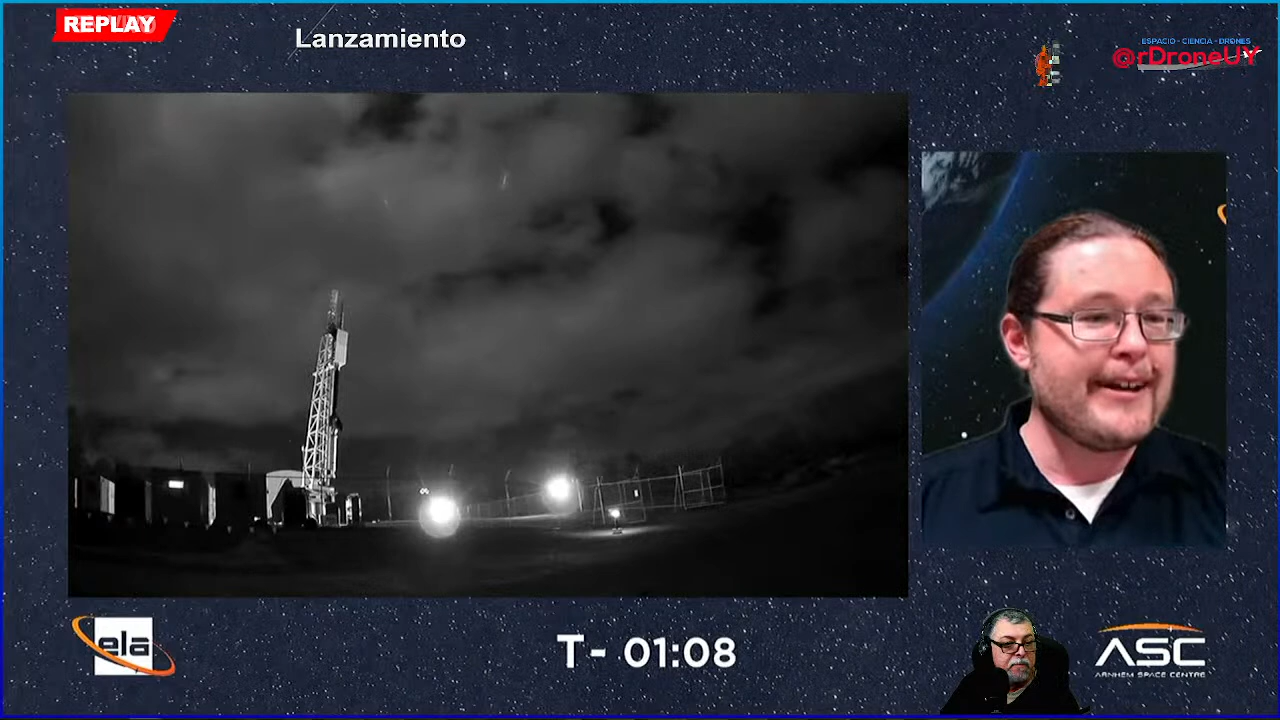 REPLAY
Lanzamiento
ESPACIO - CIENCIA - DRONES
@rDroneUY
ela
T- 01:08
ASC
ARNHEM SPACE CENTRE